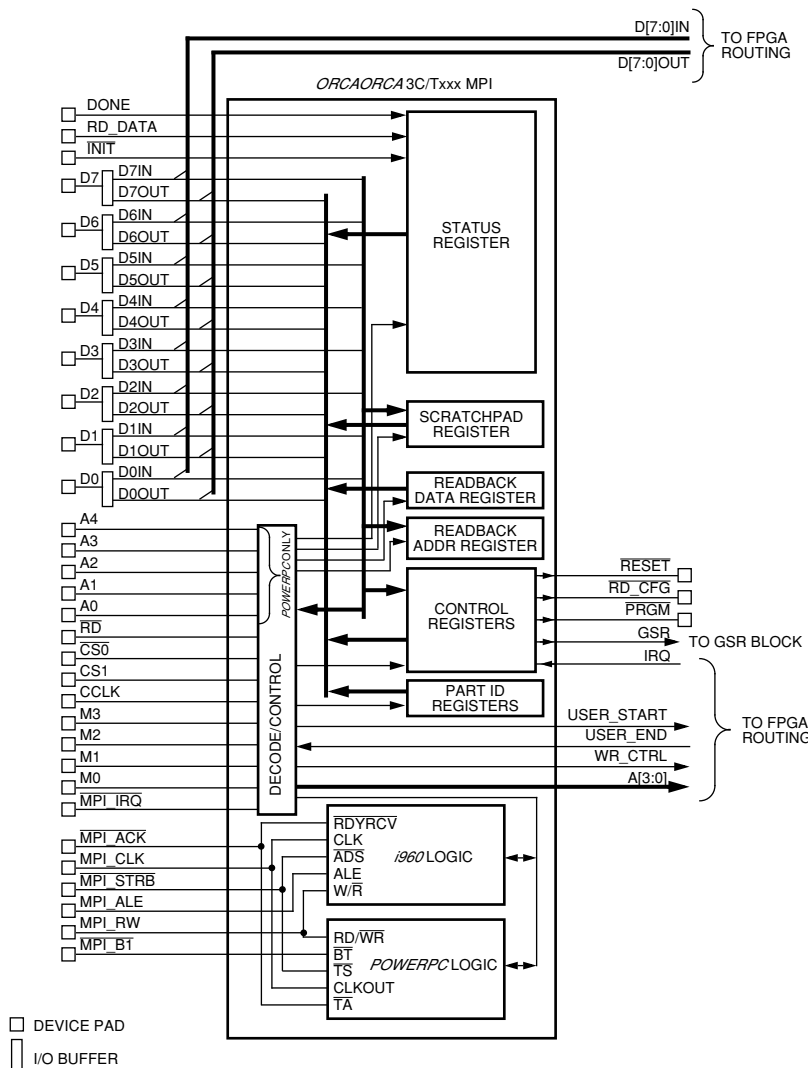 D[7:0]IN
D[7:0]OUT
TO FPGA
ROUTING
ORCAORCA 3C/Txxx MPI
DONE
RD_DATA
INIT
D7
D7IN
D7OUT
D6
D6IN
D6OUT
D5
D5IN
D5OUT
D4
D4IN
D4OUT
D3
D3IN
D3OUT
D2
D2IN
D2OUT
D1
D1IN
D1OUT
D0
D0IN
D0OUT
STATUS
REGISTER
SCRATCHPAD
REGISTER
READBACK
DATA REGISTER
READBACK
ADDR REGISTER
CONTROL
REGISTERS
PART ID
REGISTERS
A4
A3
A2
A1
A0
RD
CS0
CS1
CCLK
M3
M2
M1
M0
MPI_IRQ
POWERPC ONLY
DECODE/CONTROL
RESET
RD_CFG
PRGM
GSR
TO GSR BLOCK
IRQ
USER_START
USER_END
WR_CTRL
A[3:0]
TO FPGA
ROUTING
MPI_ACK
MPI_CLK
MPI_STRB
MPI_ALE
MPI_RW
MPI_B1
RDYRCV
CLK
ADS
ALE
W/R
i960 LOGIC
RD/WR
BT
TS
CLKOUT
TA
POWERPC LOGIC
DEVICE PAD
I/O BUFFER